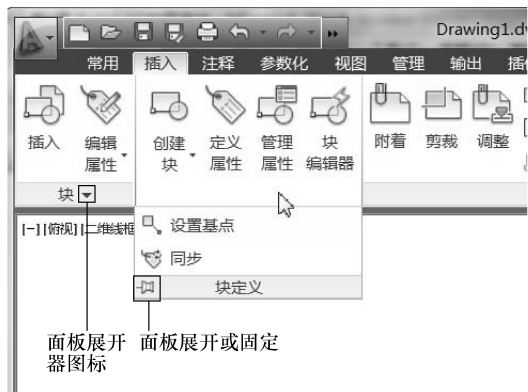 Drawing1.d
常用 插入 注释 参数化 视图 管理 输出
插入 编辑属性 创建块 定义属性 管理属性 块编辑器 附着 剪裁 调整
块
[−][俯视][二维线框
设置基点
同步
块定义
面板展开 面板展开或固定
器图标